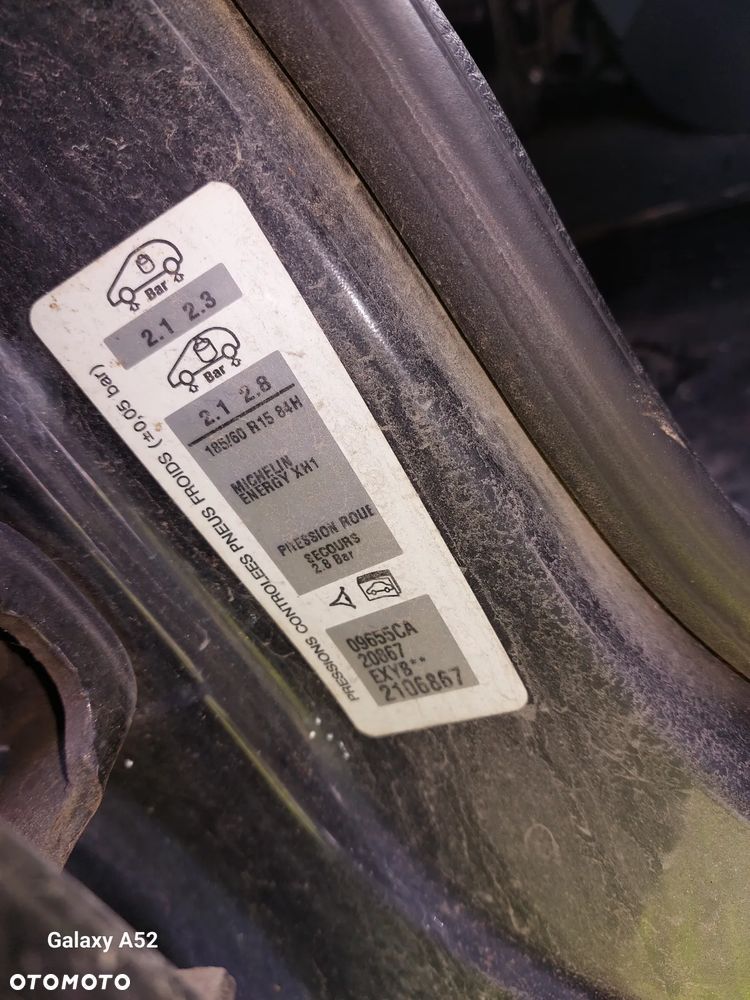 Bar
2.1 2.3
Bar
2.1 2.8
185/60 R15 84H
MICHELIN
ENERGY XH1
PRESSION ROUE
SECOURS
2.8 Bar
PRESSIONS CONTROLEES PNEUS FROIDS (±0,05 bar)
09655CA
20867
EXY8**
2106867
Galaxy A52
OTOMOTO